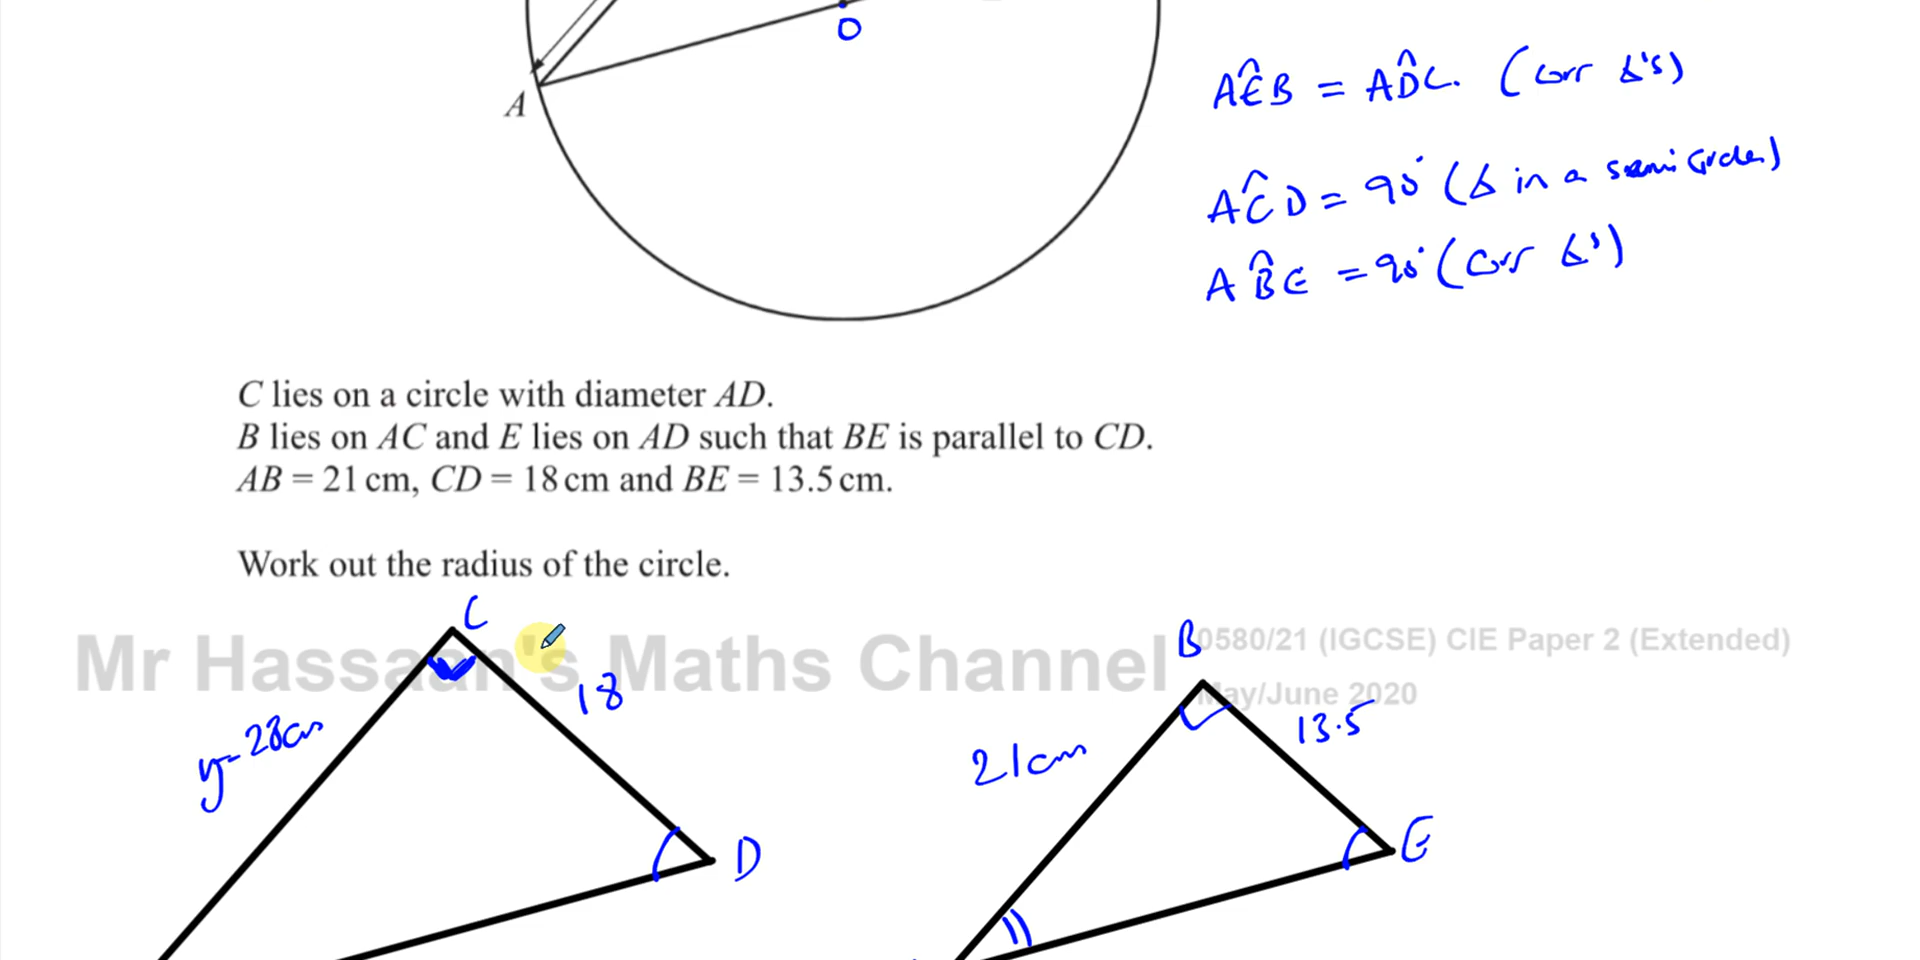 O
A
AÊB = AD̂C. (corr ∠'s)
AĈD = 90° (∠ in a semi circle)
AB̂E = 90° (corr ∠')
C lies on a circle with diameter AD.
B lies on AC and E lies on AD such that BE is parallel to CD.
AB = 21 cm, CD = 18 cm and BE = 13.5 cm.
Work out the radius of the circle.
C
B
Mr Hassaan's Maths Channel
0580/21 (IGCSE) CIE Paper 2 (Extended)
May/June 2020
18
y=28cm
13.5
21cm
D
E